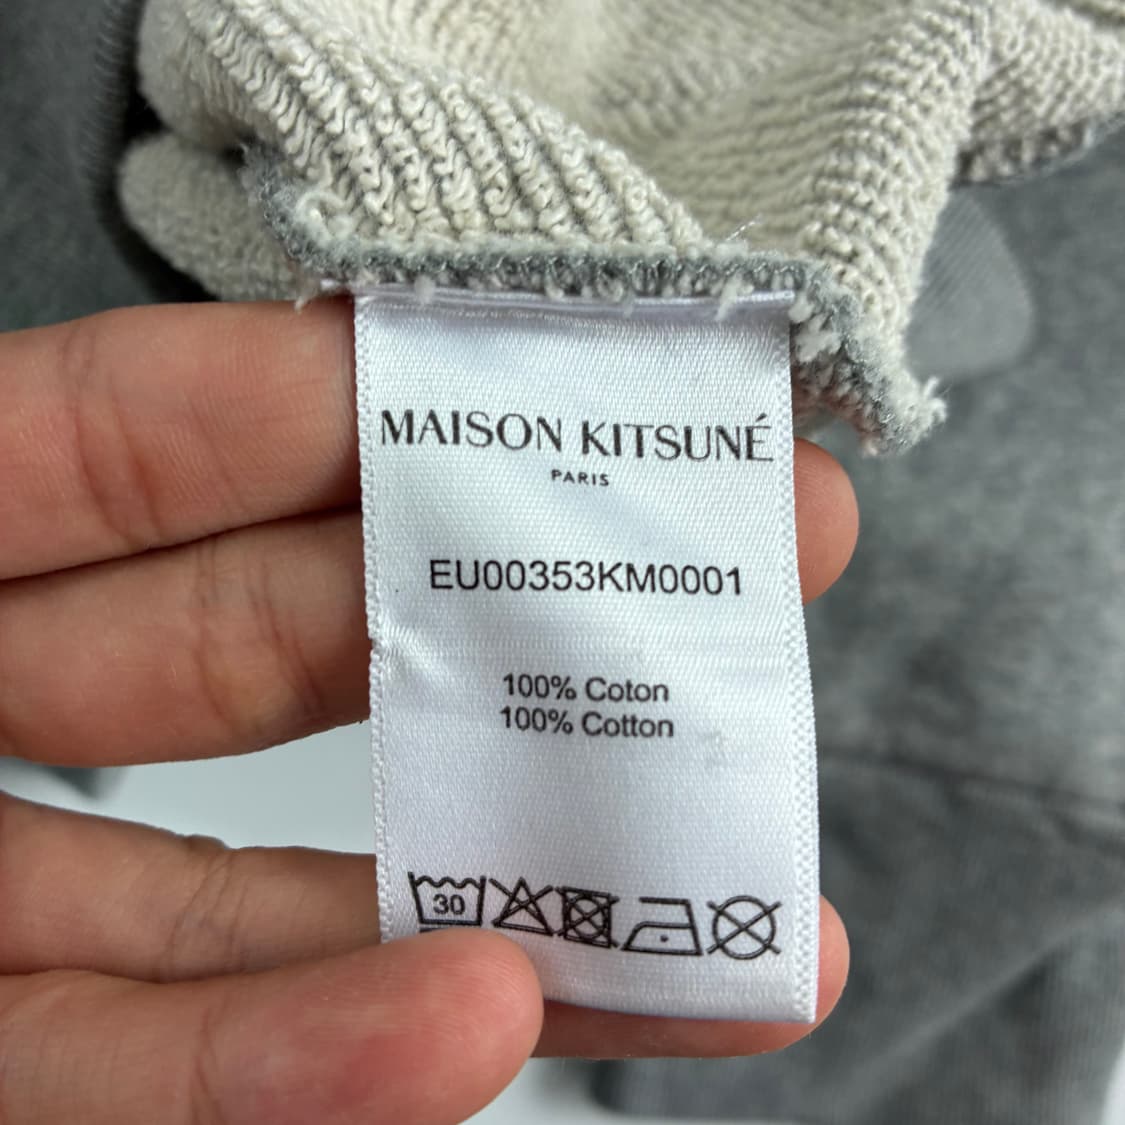 MAISON KITSUNÉ
PARIS
EU00353KM0001
100% Coton
100% Cotton
30